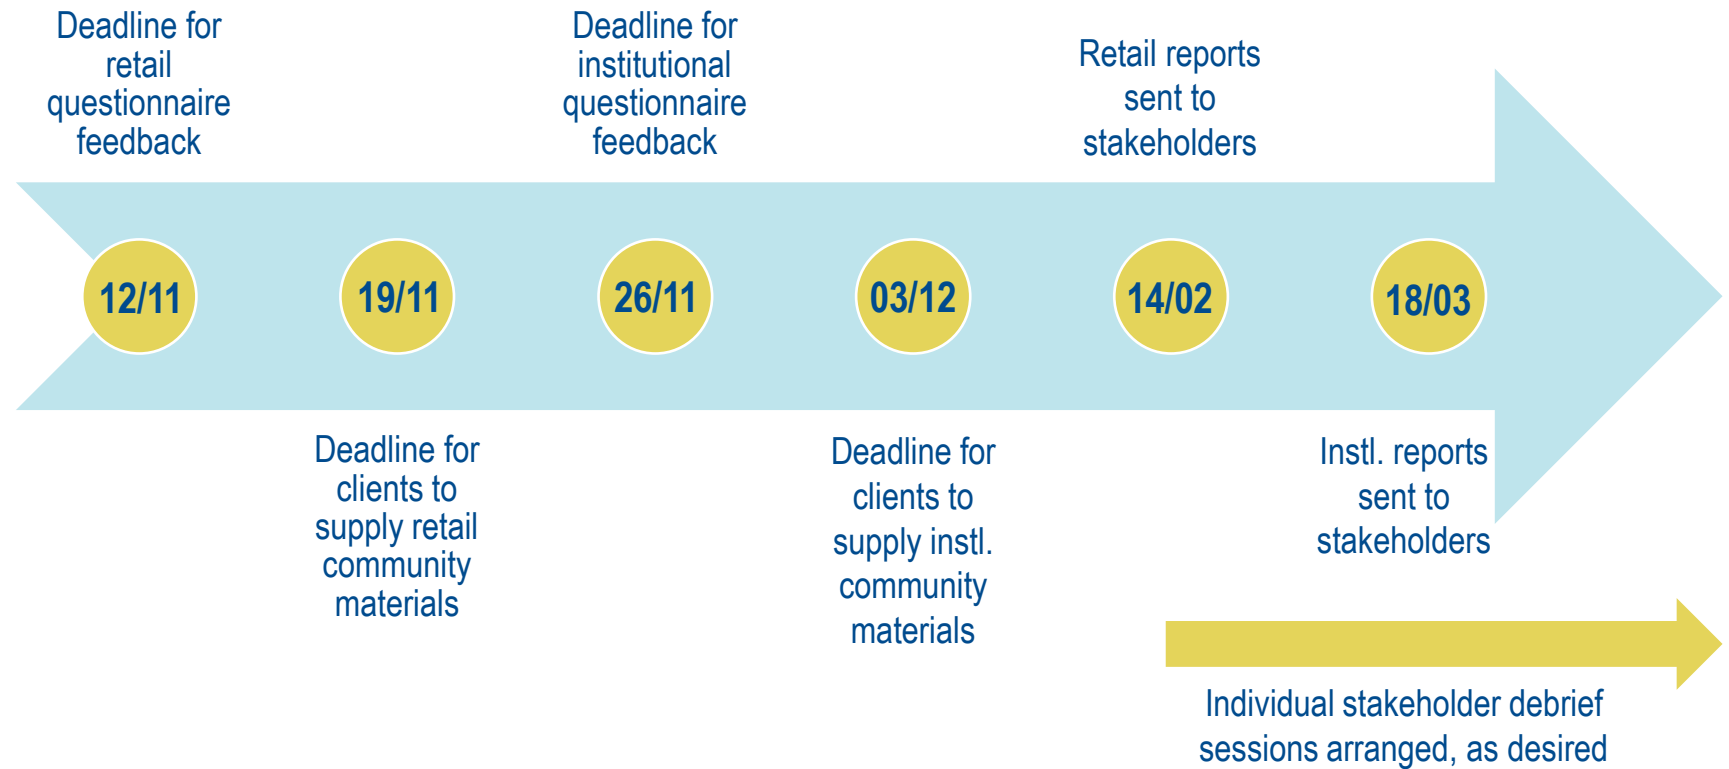 Deadline for
retail
questionnaire
feedback
Deadline for
institutional
questionnaire
feedback
Retail reports
sent to
stakeholders
12/11
19/11
26/11
03/12
14/02
18/03
Deadline for
clients to
supply retail
community
materials
Deadline for
clients to
supply instl.
community
materials
Instl. reports
sent to
stakeholders
Individual stakeholder debrief
sessions arranged, as desired